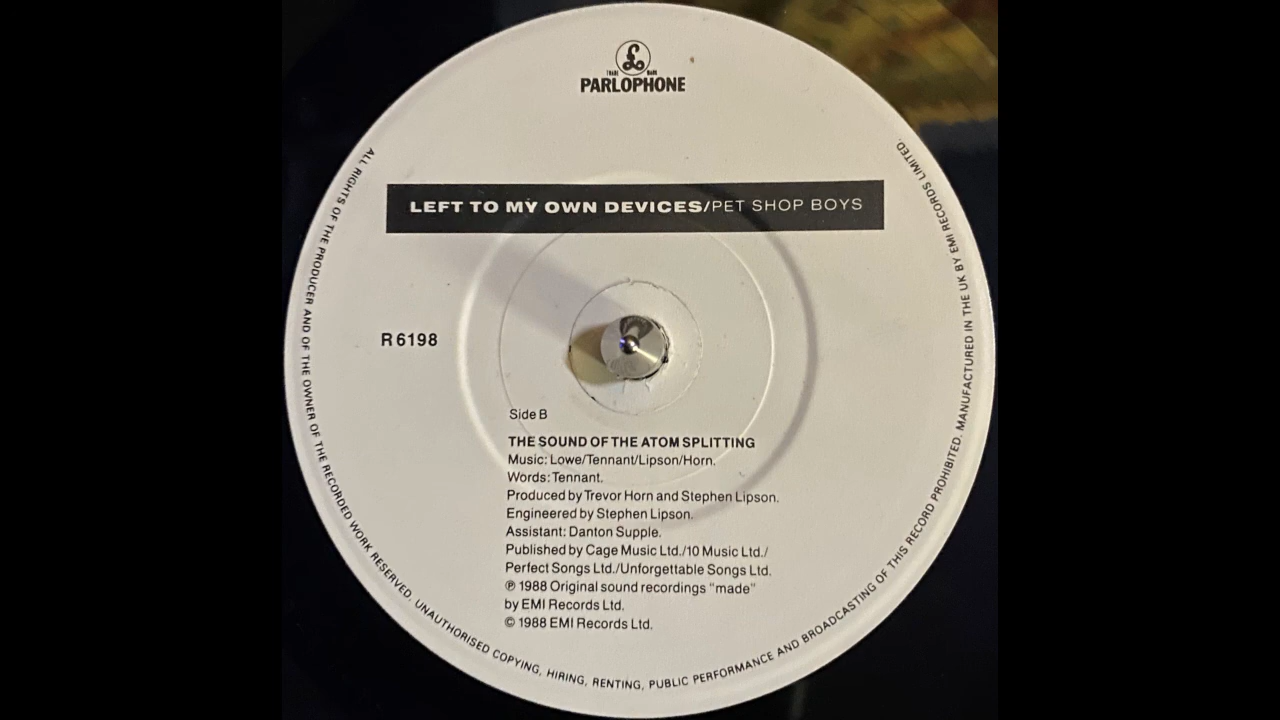 £
TRADE MARK
PARLOPHONE
LEFT TO MY OWN DEVICES/PET SHOP BOYS
R 6198
Side B
THE SOUND OF THE ATOM SPLITTING
Music: Lowe/Tennant/Lipson/Horn.
Words: Tennant.
Produced by Trevor Horn and Stephen Lipson.
Engineered by Stephen Lipson.
Assistant: Danton Supple.
Published by Cage Music Ltd./10 Music Ltd./
Perfect Songs Ltd./Unforgettable Songs Ltd.
℗ 1988 Original sound recordings "made"
by EMI Records Ltd.
© 1988 EMI Records Ltd.
ALL RIGHTS OF THE PRODUCER AND OF THE OWNER OF THE RECORDED WORK RESERVED. UNAUTHORISED COPYING, HIRING, RENTING, PUBLIC PERFORMANCE AND BROADCASTING OF THIS RECORD PROHIBITED. MANUFACTURED IN THE UK BY EMI RECORDS LIMITED.